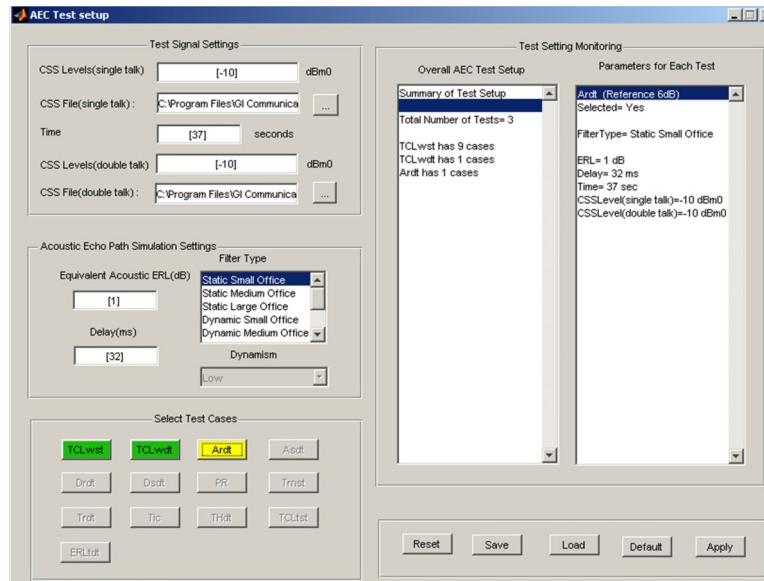 AEC Test setup
Test Signal Settings
CSS Levels(single talk)
[-10]
dBm0
CSS File(single talk) :
C:\Program Files\GI Communica
...
Time
[37]
seconds
CSS Levels(double talk)
[-10]
dBm0
CSS File(double talk) :
C:\Program Files\GI Communica
...
Acoustic Echo Path Simulation Settings
Filter Type
Equivalent Acoustic ERL(dB)
[1]
Static Small Office
Static Medium Office
Static Large Office
Dynamic Small Office
Dynamic Medium Office
Delay(ms)
[32]
Dynamism
Low
Select Test Cases
TCLwst
TCLwdt
Ardt
Asdt
Drdt
Dsdt
PR
Trnst
Trdt
Tic
THdt
TCLtst
ERLtdt
Test Setting Monitoring
Overall AEC Test Setup
Summary of Test Setup
Total Number of Tests= 3
TCLwst has 9 cases
TCLwdt has 1 cases
Ardt has 1 cases
Parameters for Each Test
Ardt (Reference 6dB)
Selected= Yes
FilterType= Static Small Office
ERL= 1 dB
Delay= 32 ms
Time= 37 sec
CSSLevel(single talk)=-10 dBm0
CSSLevel(double talk)=-10 dBm0
Reset
Save
Load
Default
Apply